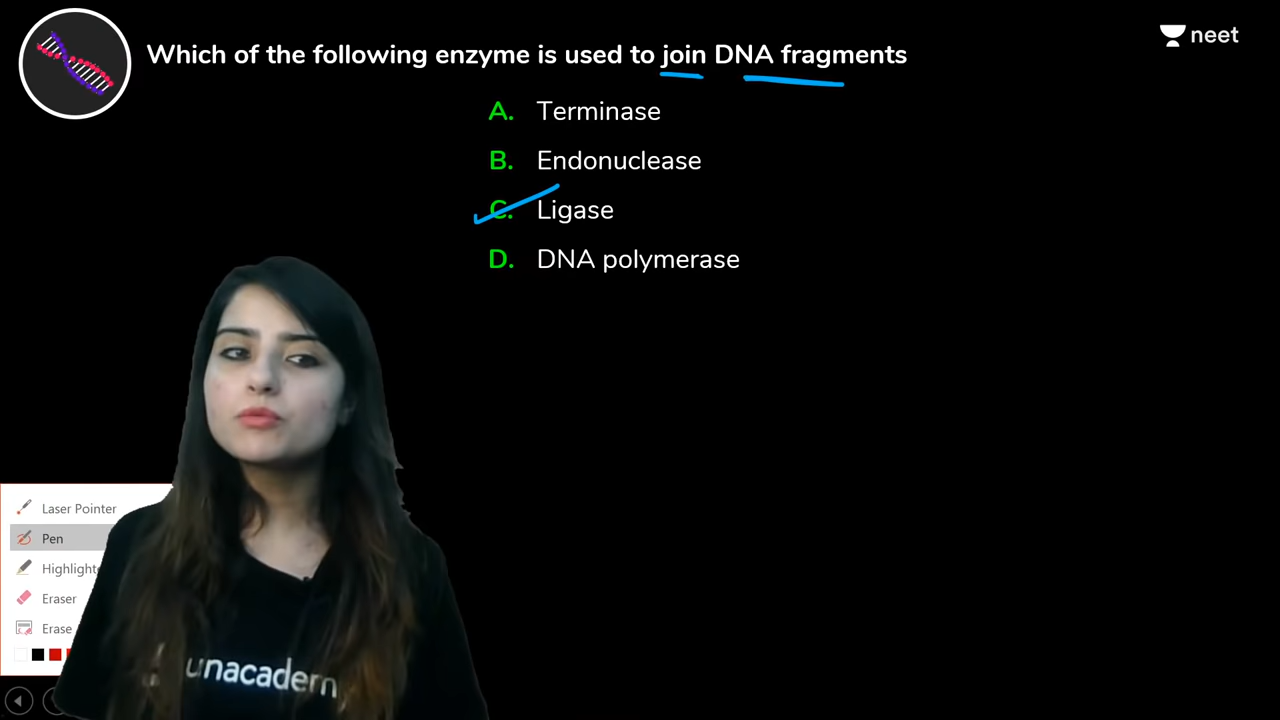 Which of the following enzyme is used to join DNA fragments
neet
A. Terminase
B. Endonuclease
C. Ligase
D. DNA polymerase
Laser Pointer
Pen
Highlighte
Eraser
Erase
unacadem